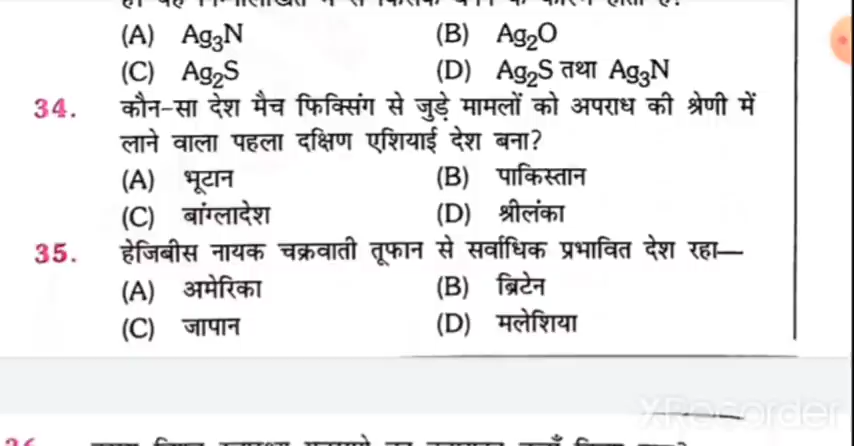 (A) Ag₃N (B) Ag₂O
(C) Ag₂S (D) Ag₂S तथा Ag₃N
34. कौन-सा देश मैच फिक्सिंग से जुड़े मामलों को अपराध की श्रेणी में
लाने वाला पहला दक्षिण एशियाई देश बना?
(A) भूटान (B) पाकिस्तान
(C) बांग्लादेश (D) श्रीलंका
35. हेजिबीस नायक चक्रवाती तूफान से सर्वाधिक प्रभावित देश रहा—
(A) अमेरिका (B) ब्रिटेन
(C) जापान (D) मलेशिया
XRecorder